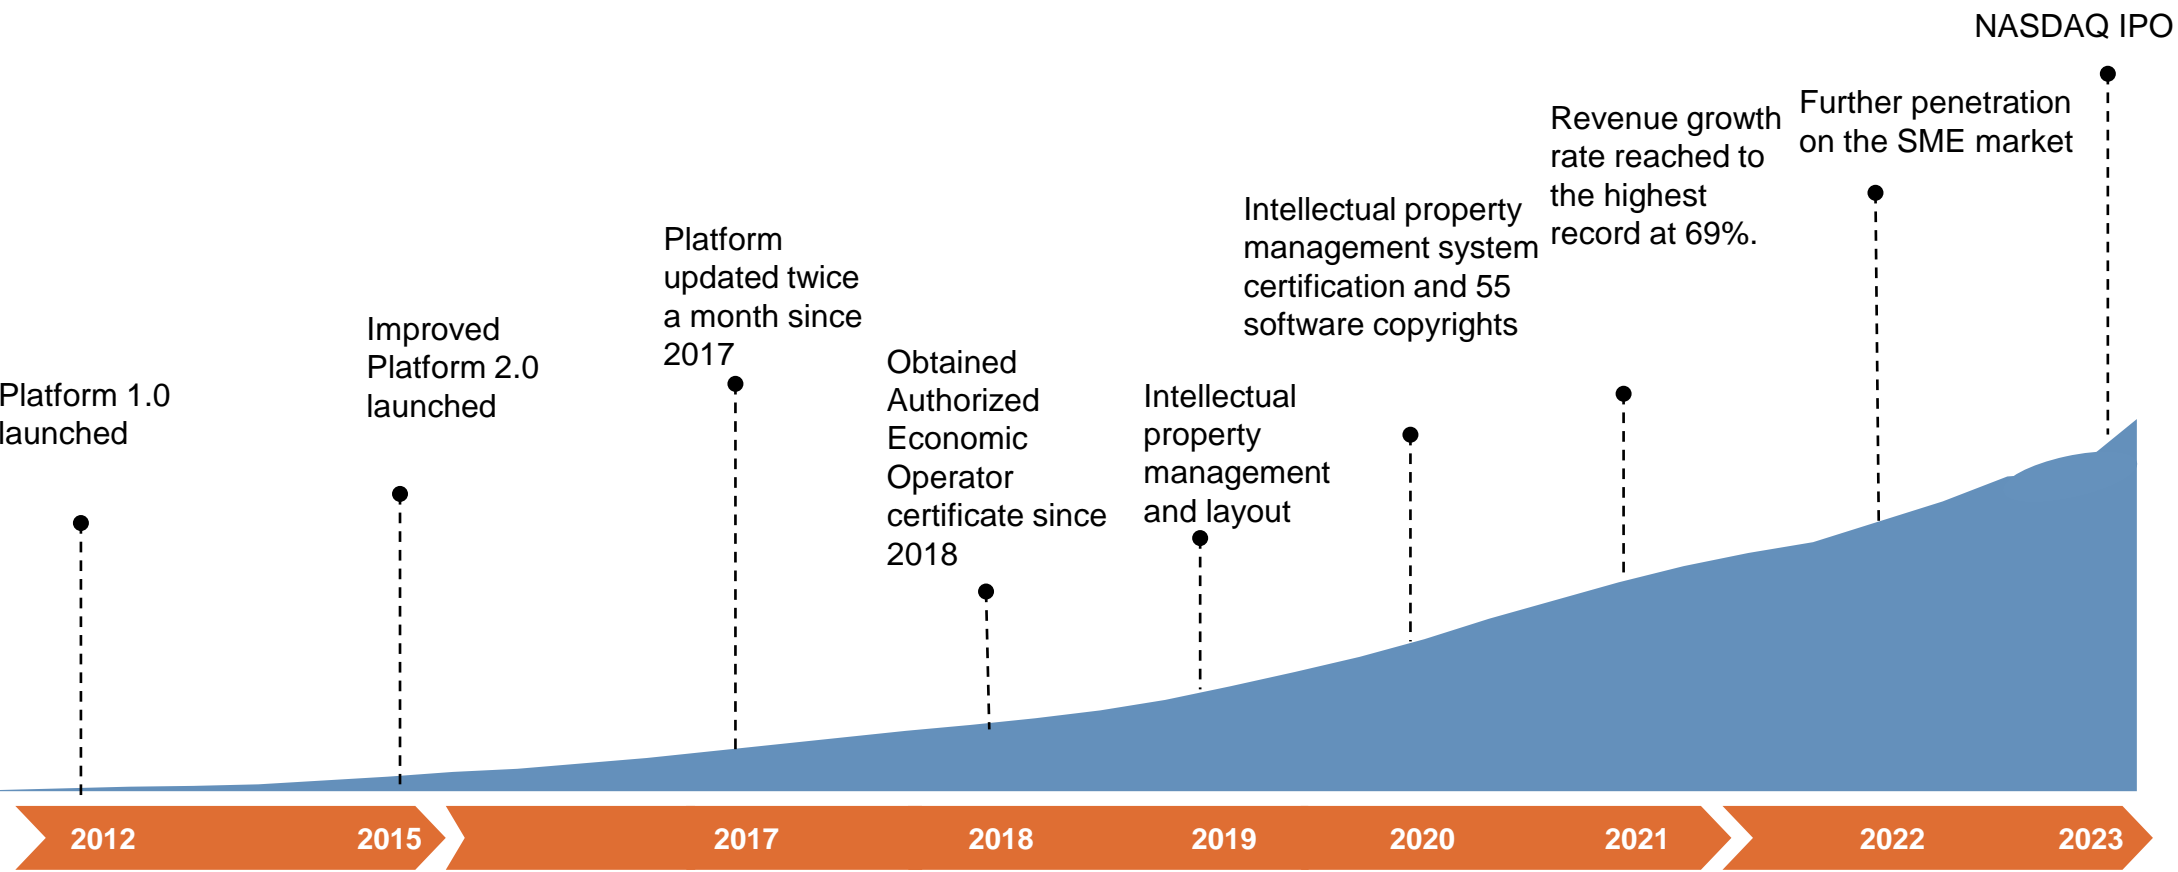 NASDAQ IPO
Further penetration
on the SME market
Revenue growth
rate reached to
the highest
record at 69%.
Intellectual property
management system
certification and 55
software copyrights
Platform
updated twice
a month since
2017
Improved
Platform 2.0
launched
Obtained
Authorized
Economic
Operator
certificate since
2018
Intellectual
property
management
and layout
Platform 1.0
launched
2012
2015
2017
2018
2019
2020
2021
2022
2023